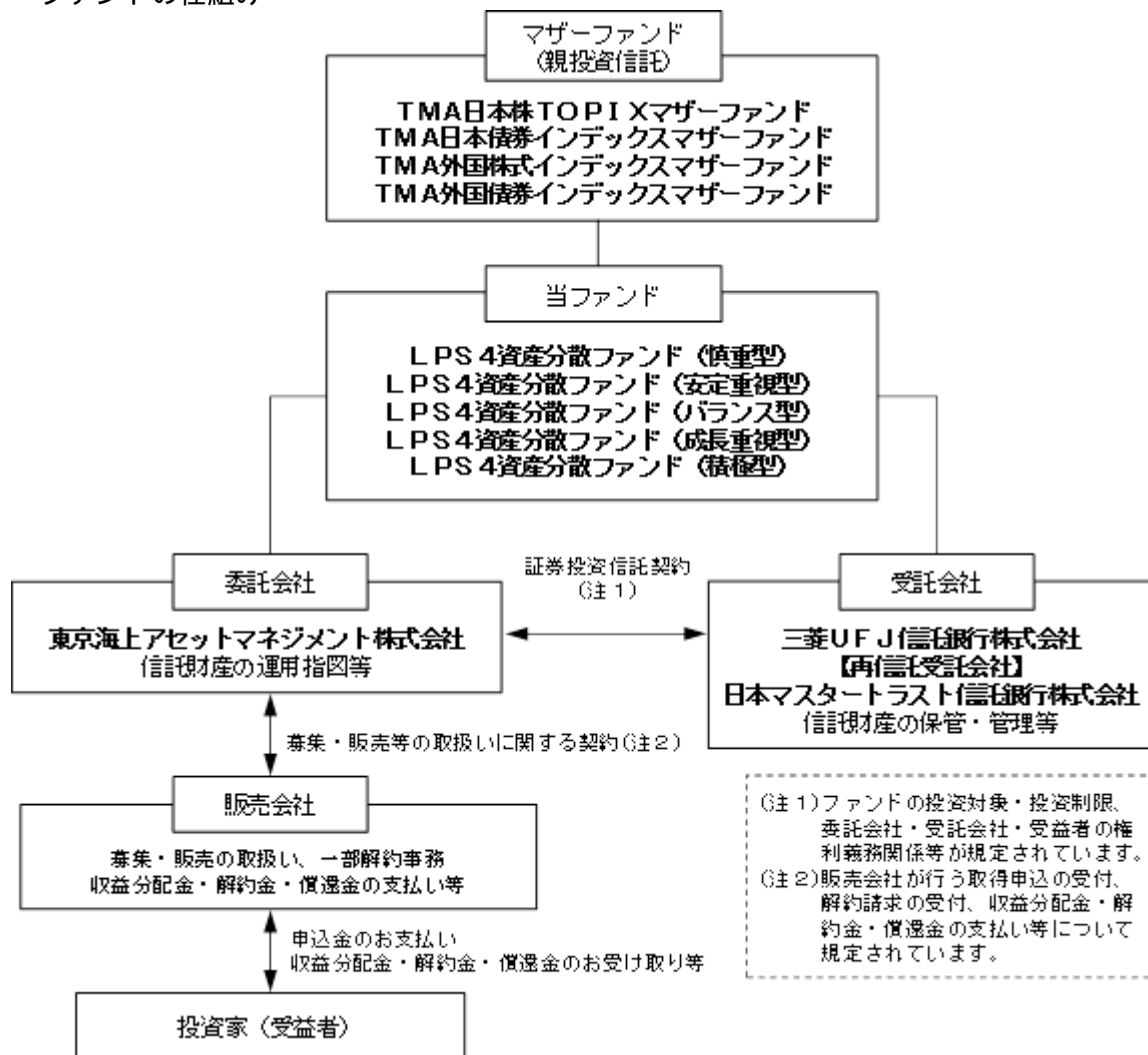 マザーファンド
(親投資信託)
TMA日本株TOPIXマザーファンド
TMA日本債券インデックスマザーファンド
TMA外国株式インデックスマザーファンド
TMA外国債券インデックスマザーファンド
当ファンド
LPS4資産分散ファンド(慎重型)
LPS4資産分散ファンド(安定重視型)
LPS4資産分散ファンド(バランス型)
LPS4資産分散ファンド(成長重視型)
LPS4資産分散ファンド(積極型)
委託会社
東京海上アセットマネジメント株式会社
信託財産の運用指図等
証券投資信託契約
(注1)
受託会社
三菱UFJ信託銀行株式会社
【再信託受託会社】
日本マスタートラスト信託銀行株式会社
信託財産の保管・管理等
募集・販売等の取扱いに関する契約(注2)
販売会社
募集・販売の取扱い、一部解約事務
収益分配金・解約金・償還金の支払い等
申込金のお支払い
収益分配金・解約金・償還金のお受け取り等
投資家(受益者)
(注1)ファンドの投資対象・投資制限、
委託会社・受託会社・受益者の権
利義務関係等が規定されています。
(注2)販売会社が行う取得申込の受付、
解約請求の受付、収益分配金・解
約金・償還金の支払い等について
規定されています。